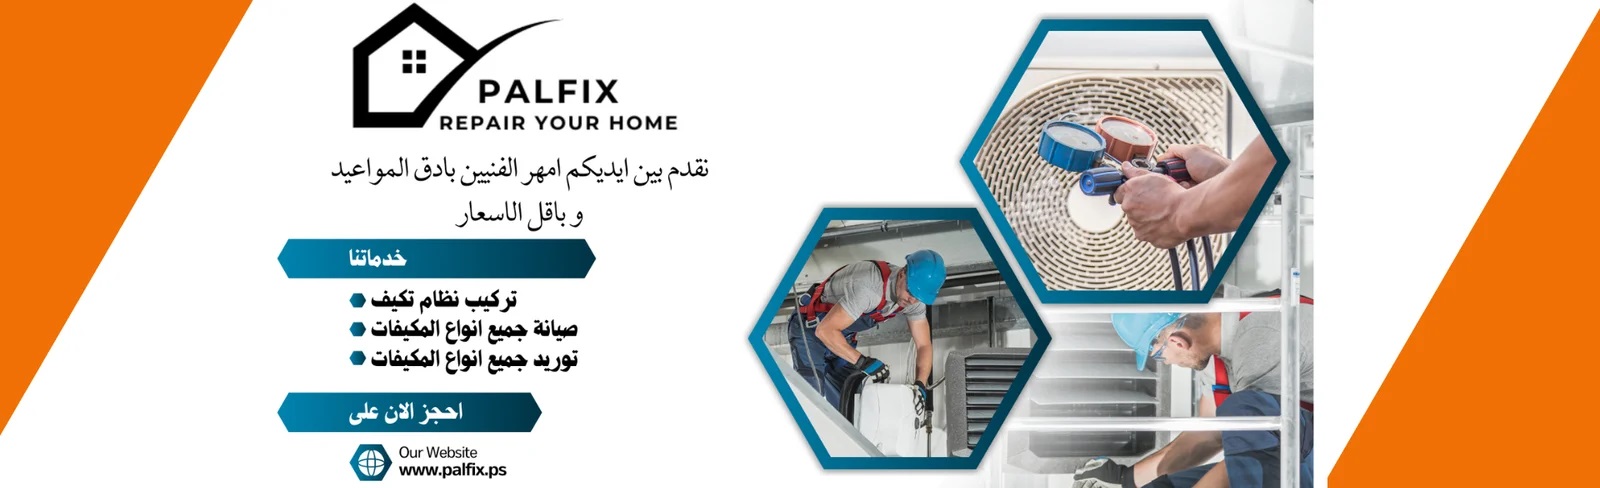 PALFIX
REPAIR YOUR HOME
نقدم بين ايديكم امهر الفنيين بادق المواعيد
و باقل الاسعار
خدماتنا
تركيب نظام تكيف
صيانة جميع انواع المكيفات
توريد جميع انواع المكيفات
احجز الان على
Our Website
www.palfix.ps